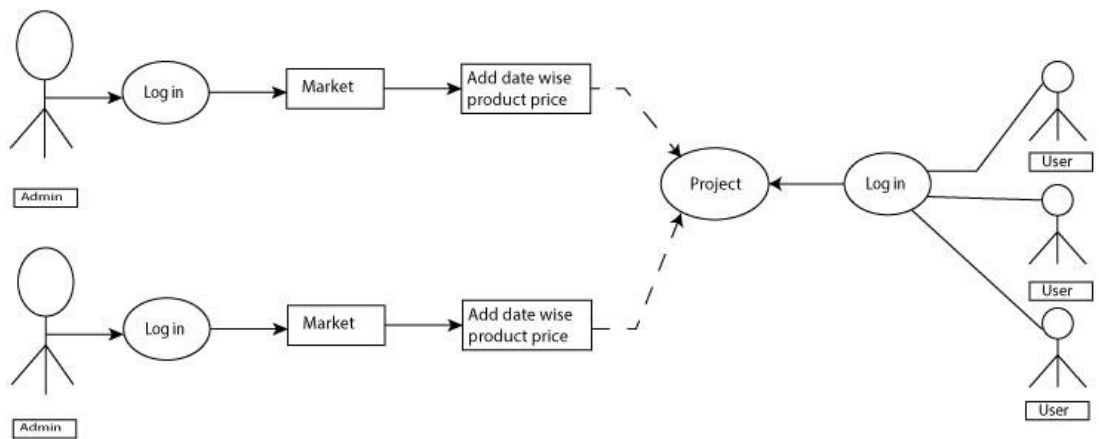 Log in
Market
Add date wise
product price
Admin
Project
Log in
User
User
User
Log in
Market
Add date wise
product price
Admin